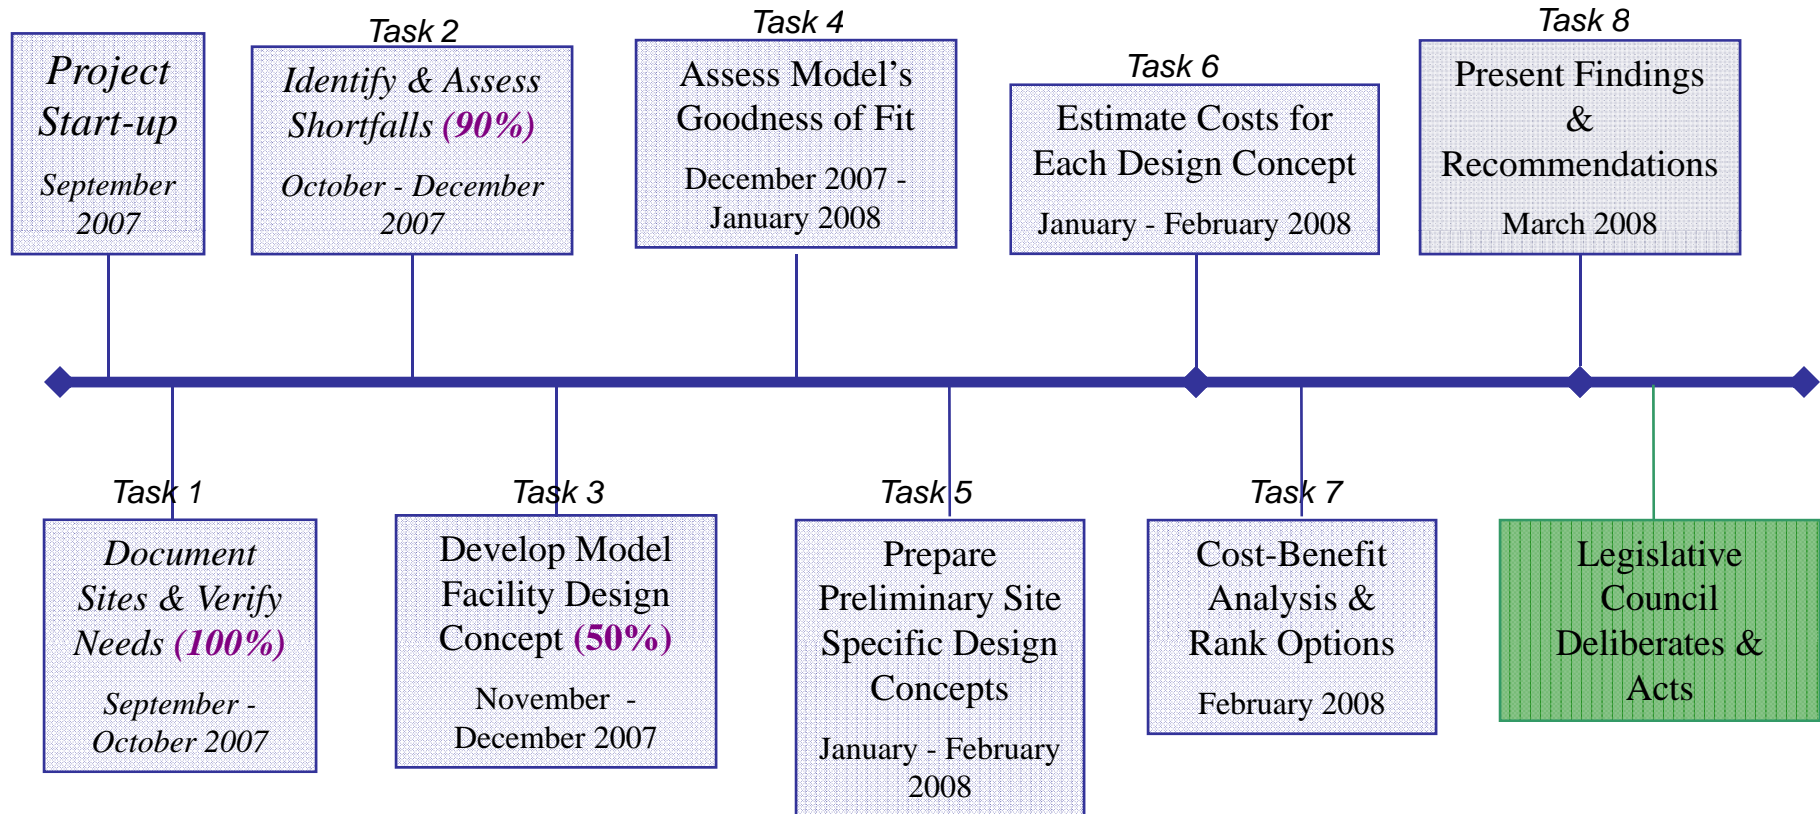 Project
Start-up
September
2007
Task 1
Document
Sites & Verify
Needs (100%)
September -
October 2007
Task 2
Identify & Assess
Shortfalls (90%)
October - December
2007
Task 3
Develop Model
Facility Design
Concept (50%)
November -
December 2007
Task 4
Assess Model's
Goodness of Fit
December 2007 -
January 2008
Task 5
Prepare
Preliminary Site
Specific Design
Concepts
January - February
2008
Task 6
Estimate Costs for
Each Design Concept
January - February 2008
Task 7
Cost-Benefit
Analysis &
Rank Options
February 2008
Task 8
Present Findings
&
Recommendations
March 2008
Legislative
Council
Deliberates &
Acts